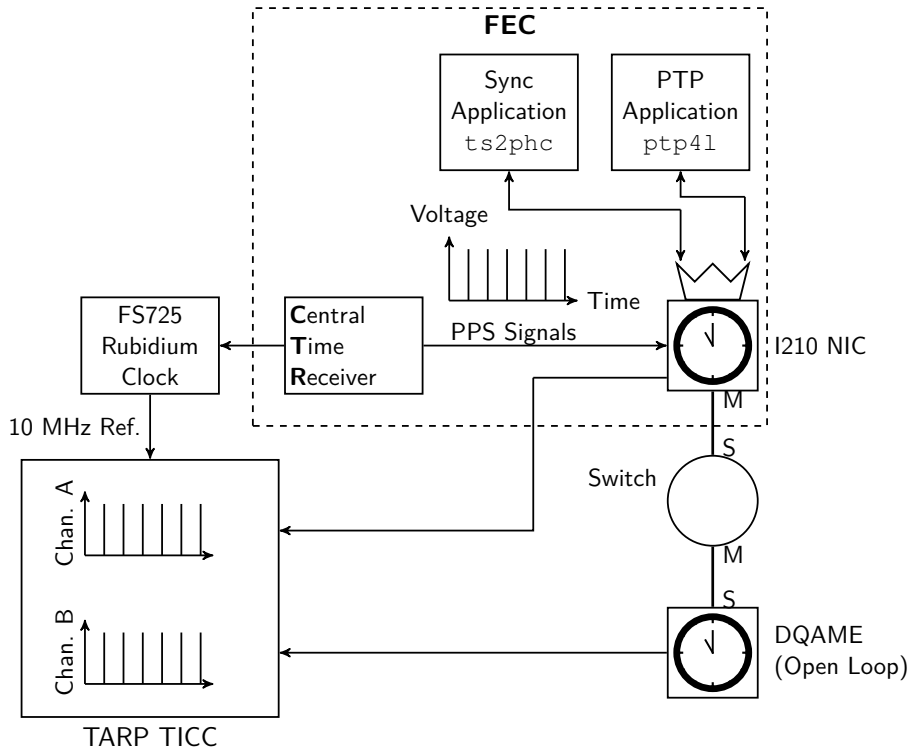 FEC
Sync
Application
ts2phc
PTP
Application
ptp4l
Voltage
Time
PPS Signals
FS725
Rubidium
Clock
Central
Time
Receiver
I210 NIC
M
10 MHz Ref.
S
Switch
M
S
Chan. A
Chan. B
DQAME
(Open Loop)
TARP TICC